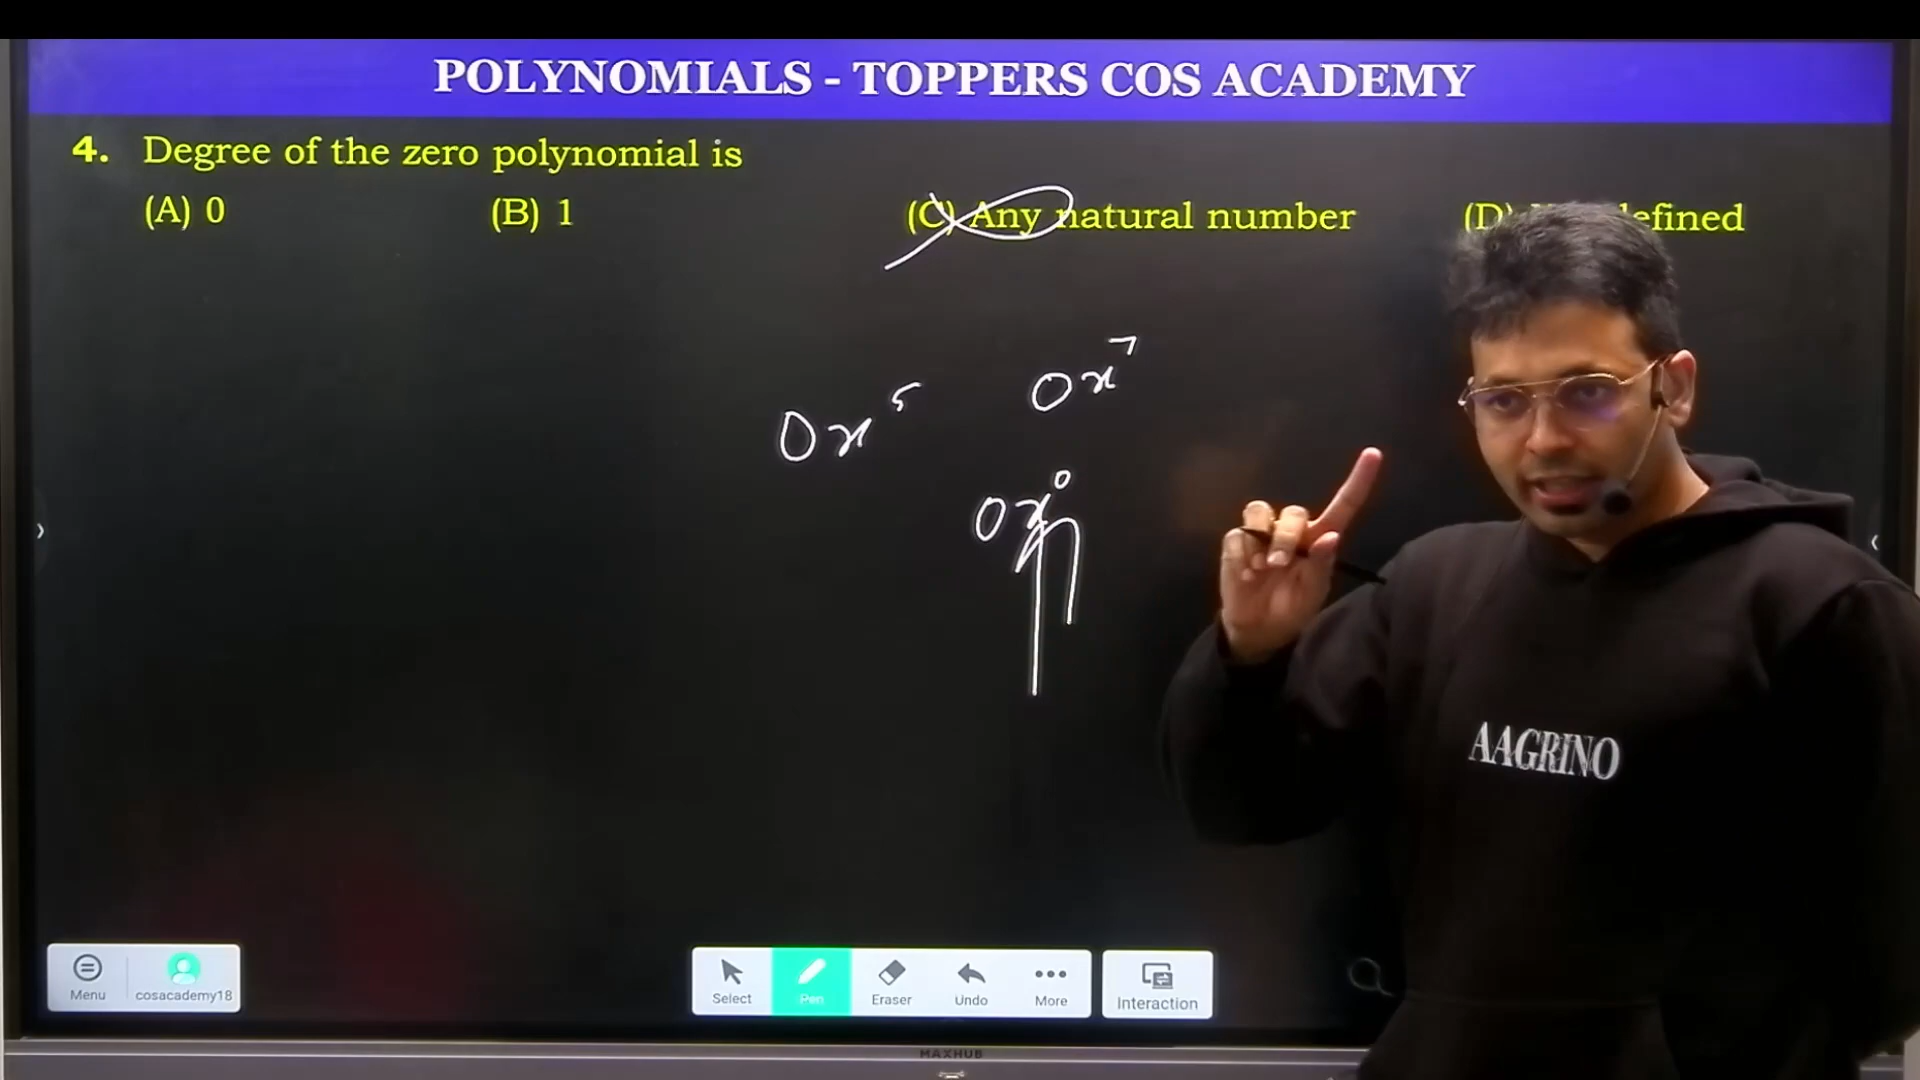 POLYNOMIALS - TOPPERS COS ACADEMY
4. Degree of the zero polynomial is
(A) 0 (B) 1 (C) Any natural number (D) efined
0x⁷
0x⁵
0x⁰
AAGRINO
Menu cosacademy18 Select Pen Eraser Undo More Interaction
MAXHUB